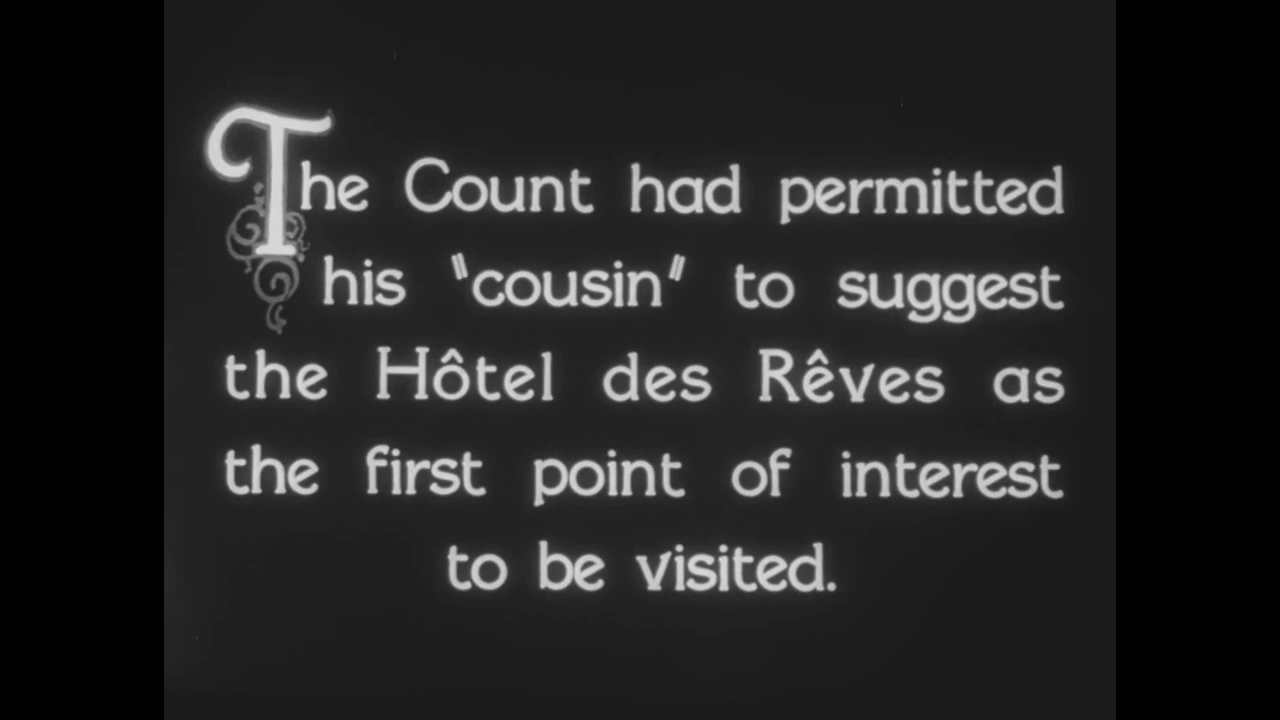 The Count had permitted
his "cousin" to suggest
the Hôtel des Rêves as
the first point of interest
to be visited.